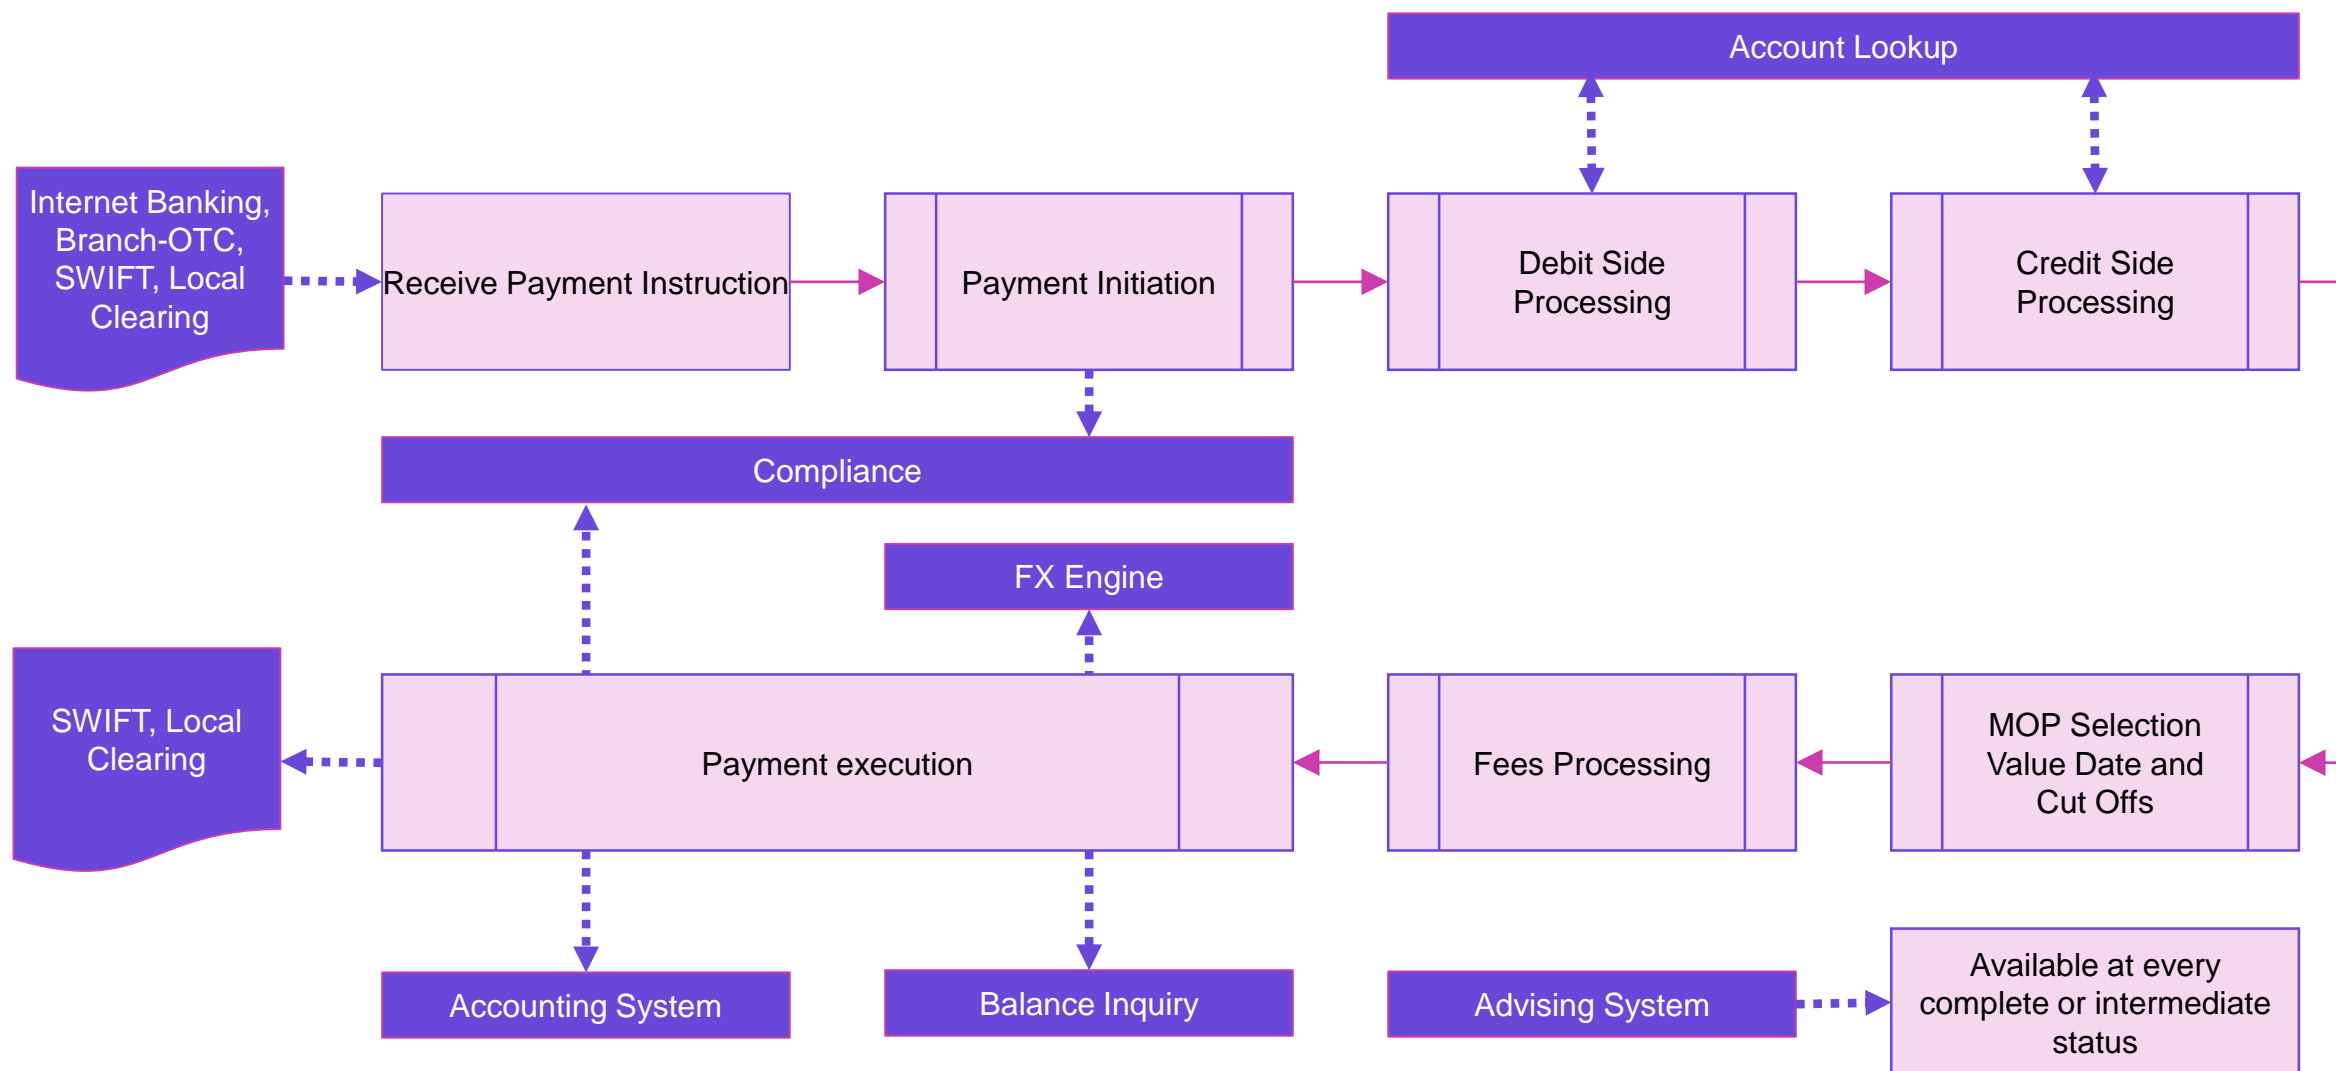 Account Lookup
Internet Banking,
Branch-OTC,
SWIFT, Local
Clearing
Receive Payment Instruction
Payment Initiation
Debit Side
Processing
Credit Side
Processing
Compliance
FX Engine
SWIFT, Local
Clearing
Payment execution
Fees Processing
MOP Selection
Value Date and
Cut Offs
Accounting System
Balance Inquiry
Advising System
Available at every
complete or intermediate
status